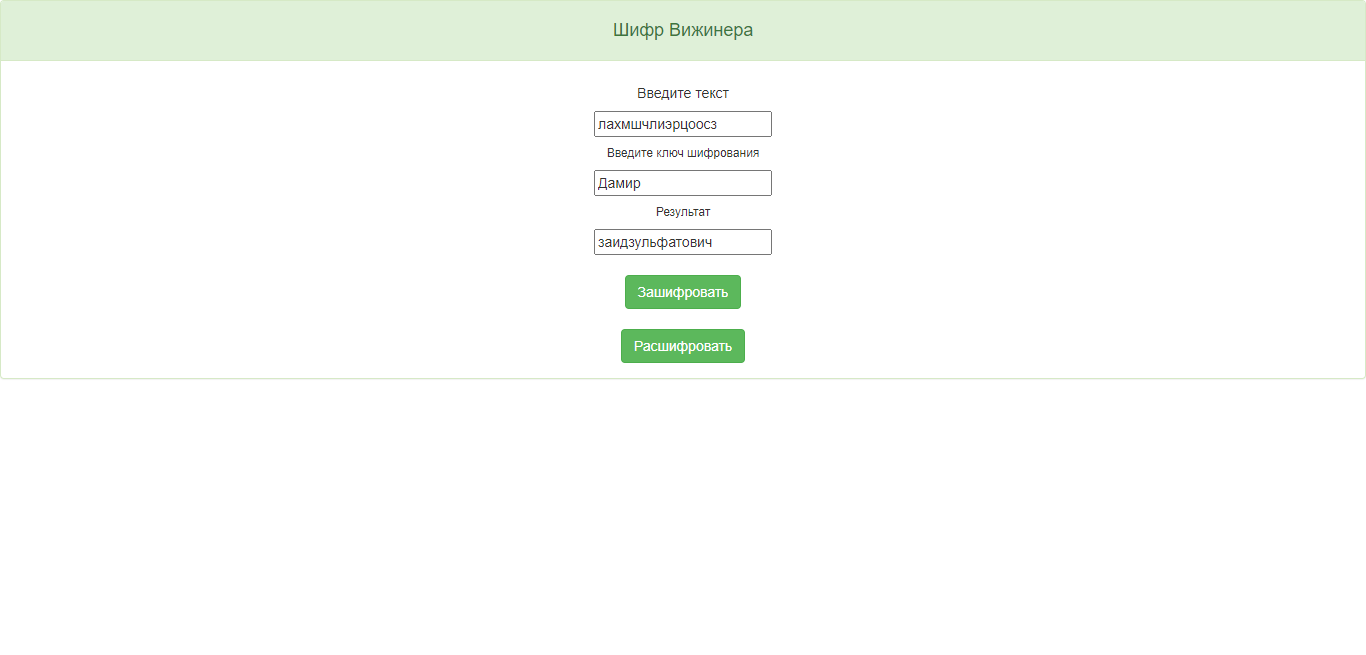 Шифр Вижинера
Введите текст
лахмшчлиэрцоосз
Введите ключ шифрования
Дамир
Результат
заидзульфатович
Зашифровать
Расшифровать